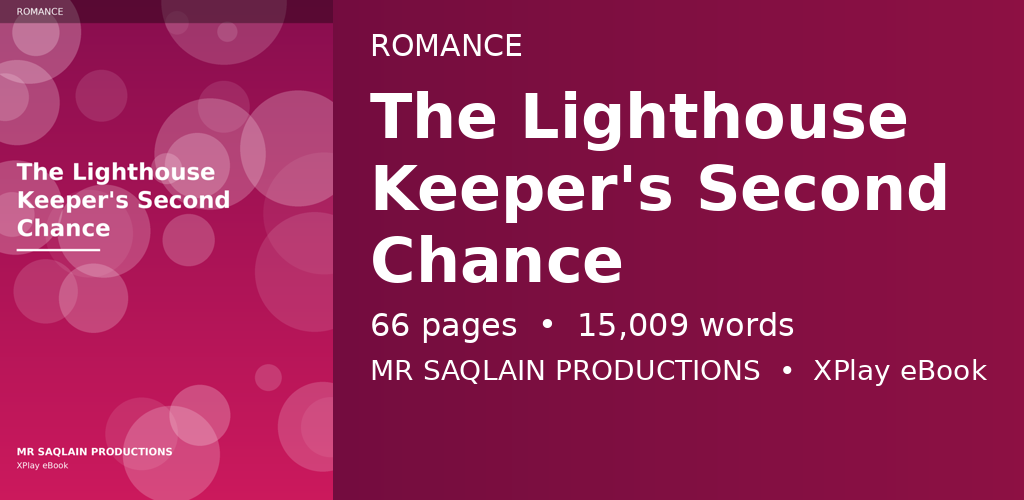 ROMANCE
The Lighthouse
Keeper's Second
Chance
MR SAQLAIN PRODUCTIONS
XPlay eBook
ROMANCE
The Lighthouse
Keeper's Second
Chance
66 pages • 15,009 words
MR SAQLAIN PRODUCTIONS • XPlay eBook